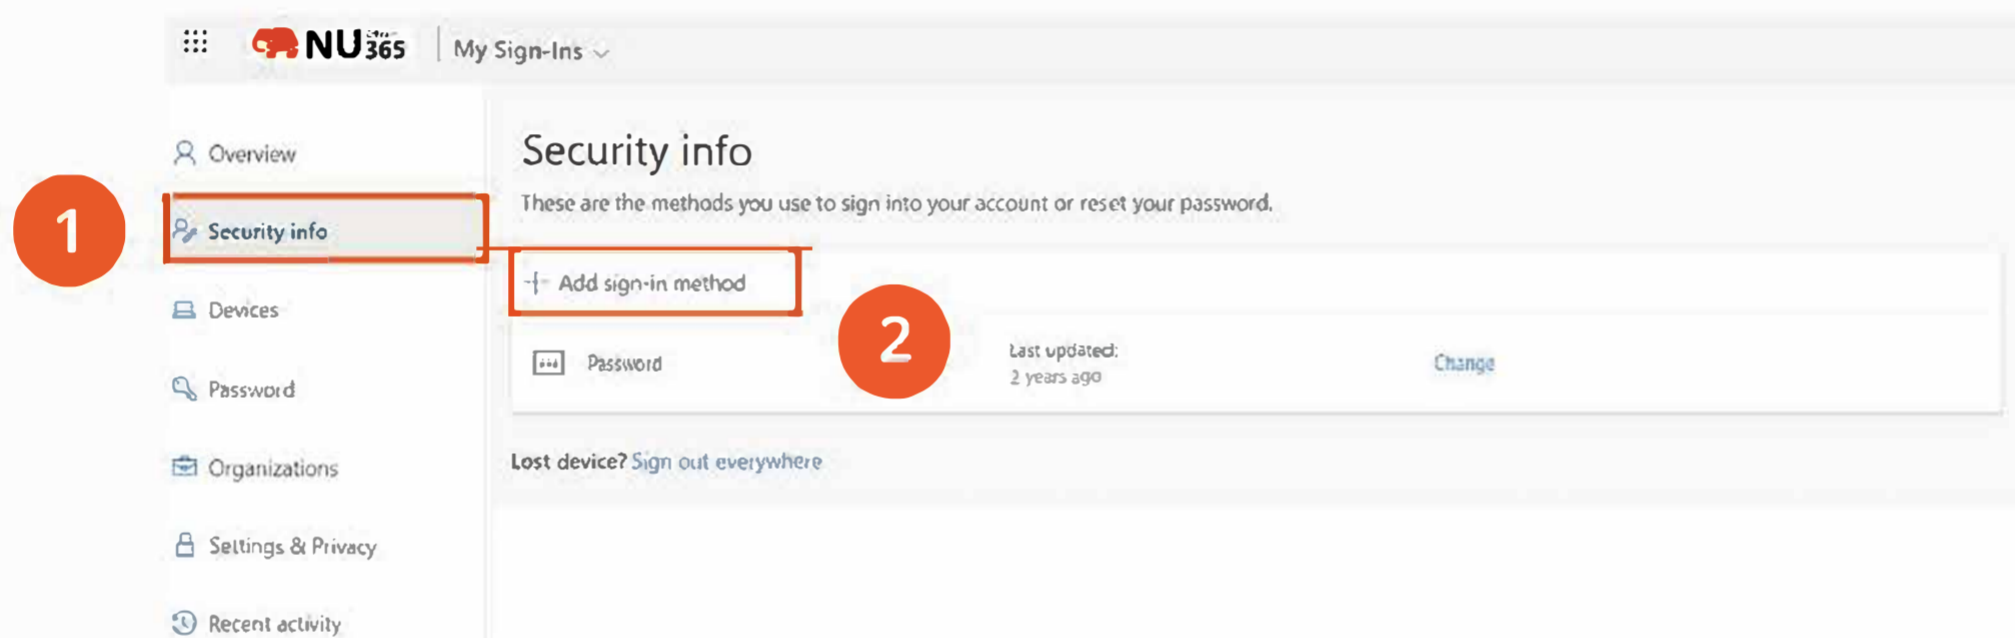 NU 365
My Sign-Ins
Overview
1
Security info
Devices
Password
Organizations
Settings & Privacy
Recent activity
Security info
These are the methods you use to sign into your account or reset your password.
Add sign-in method
2
Password
Last updated:
2 years ago
Change
Lost device? Sign out everywhere